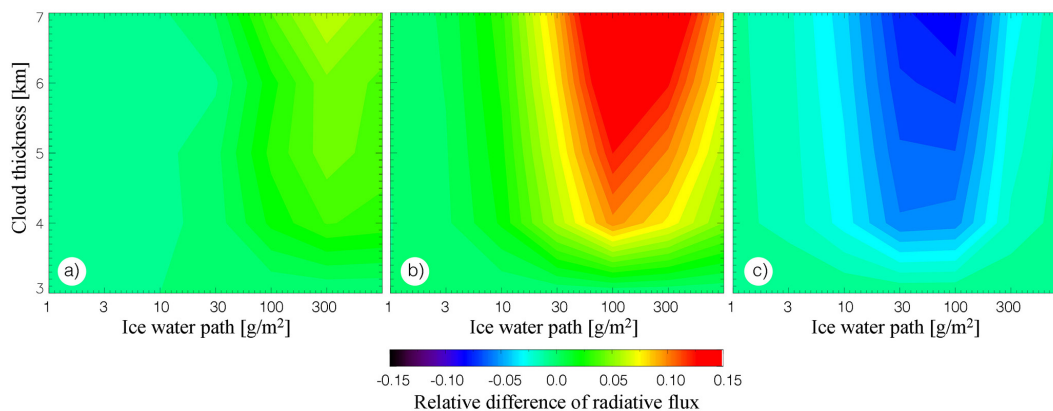 Cloud thickness [km]
7
6
5
4
3
a)
1 3 10 30 100 300
Ice water path [g/m²]
b)
1 3 10 30 100 300
Ice water path [g/m²]
c)
1 3 10 30 100 300
Ice water path [g/m²]
-0.15 -0.10 -0.05 0.0 0.05 0.10 0.15
Relative difference of radiative flux